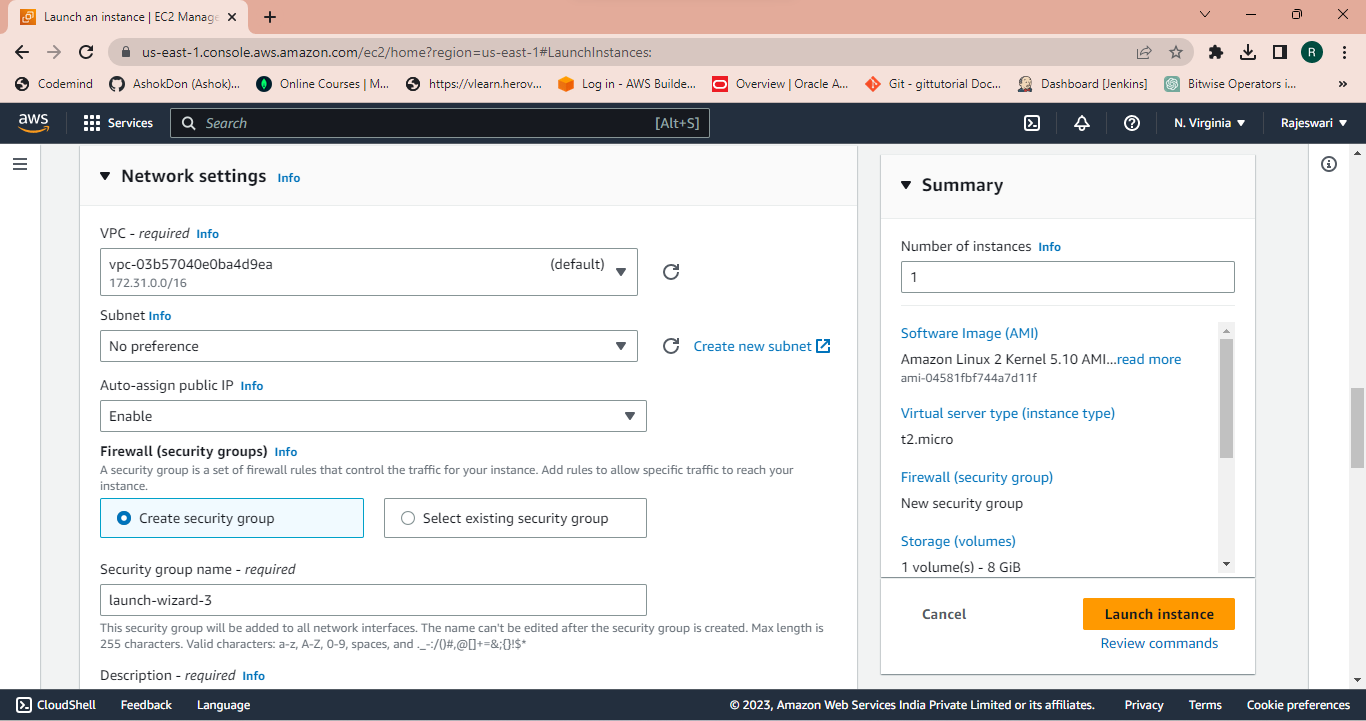 Launch an instance | EC2 Manage
us-east-1.console.aws.amazon.com/ec2/home?region=us-east-1#LaunchInstances:
R
Codemind
AshokDon (Ashok)...
Online Courses | M...
https://vlearn.herov...
Log in - AWS Builde...
Overview | Oracle A...
Git - gittutorial Doc...
Dashboard [Jenkins]
Bitwise Operators i...
»
aws
Services
Search
[Alt+S]
N. Virginia
Rajeswari
Network settings Info
VPC - required Info
vpc-03b57040e0ba4d9ea (default)
172.31.0.0/16
Subnet Info
No preference
Create new subnet
Auto-assign public IP Info
Enable
Firewall (security groups) Info
A security group is a set of firewall rules that control the traffic for your instance. Add rules to allow specific traffic to reach your
instance.
Create security group
Select existing security group
Security group name - required
launch-wizard-3
This security group will be added to all network interfaces. The name can't be edited after the security group is created. Max length is
255 characters. Valid characters: a-z, A-Z, 0-9, spaces, and ._-:/()#,@[]+=&;{}!$*
Description - required Info
Summary
Number of instances Info
1
Software Image (AMI)
Amazon Linux 2 Kernel 5.10 AMI...read more
ami-04581fbf744a7d11f
Virtual server type (instance type)
t2.micro
Firewall (security group)
New security group
Storage (volumes)
1 volume(s) - 8 GiB
Cancel
Launch instance
Review commands
CloudShell
Feedback
Language
© 2023, Amazon Web Services India Private Limited or its affiliates.
Privacy
Terms
Cookie preferences